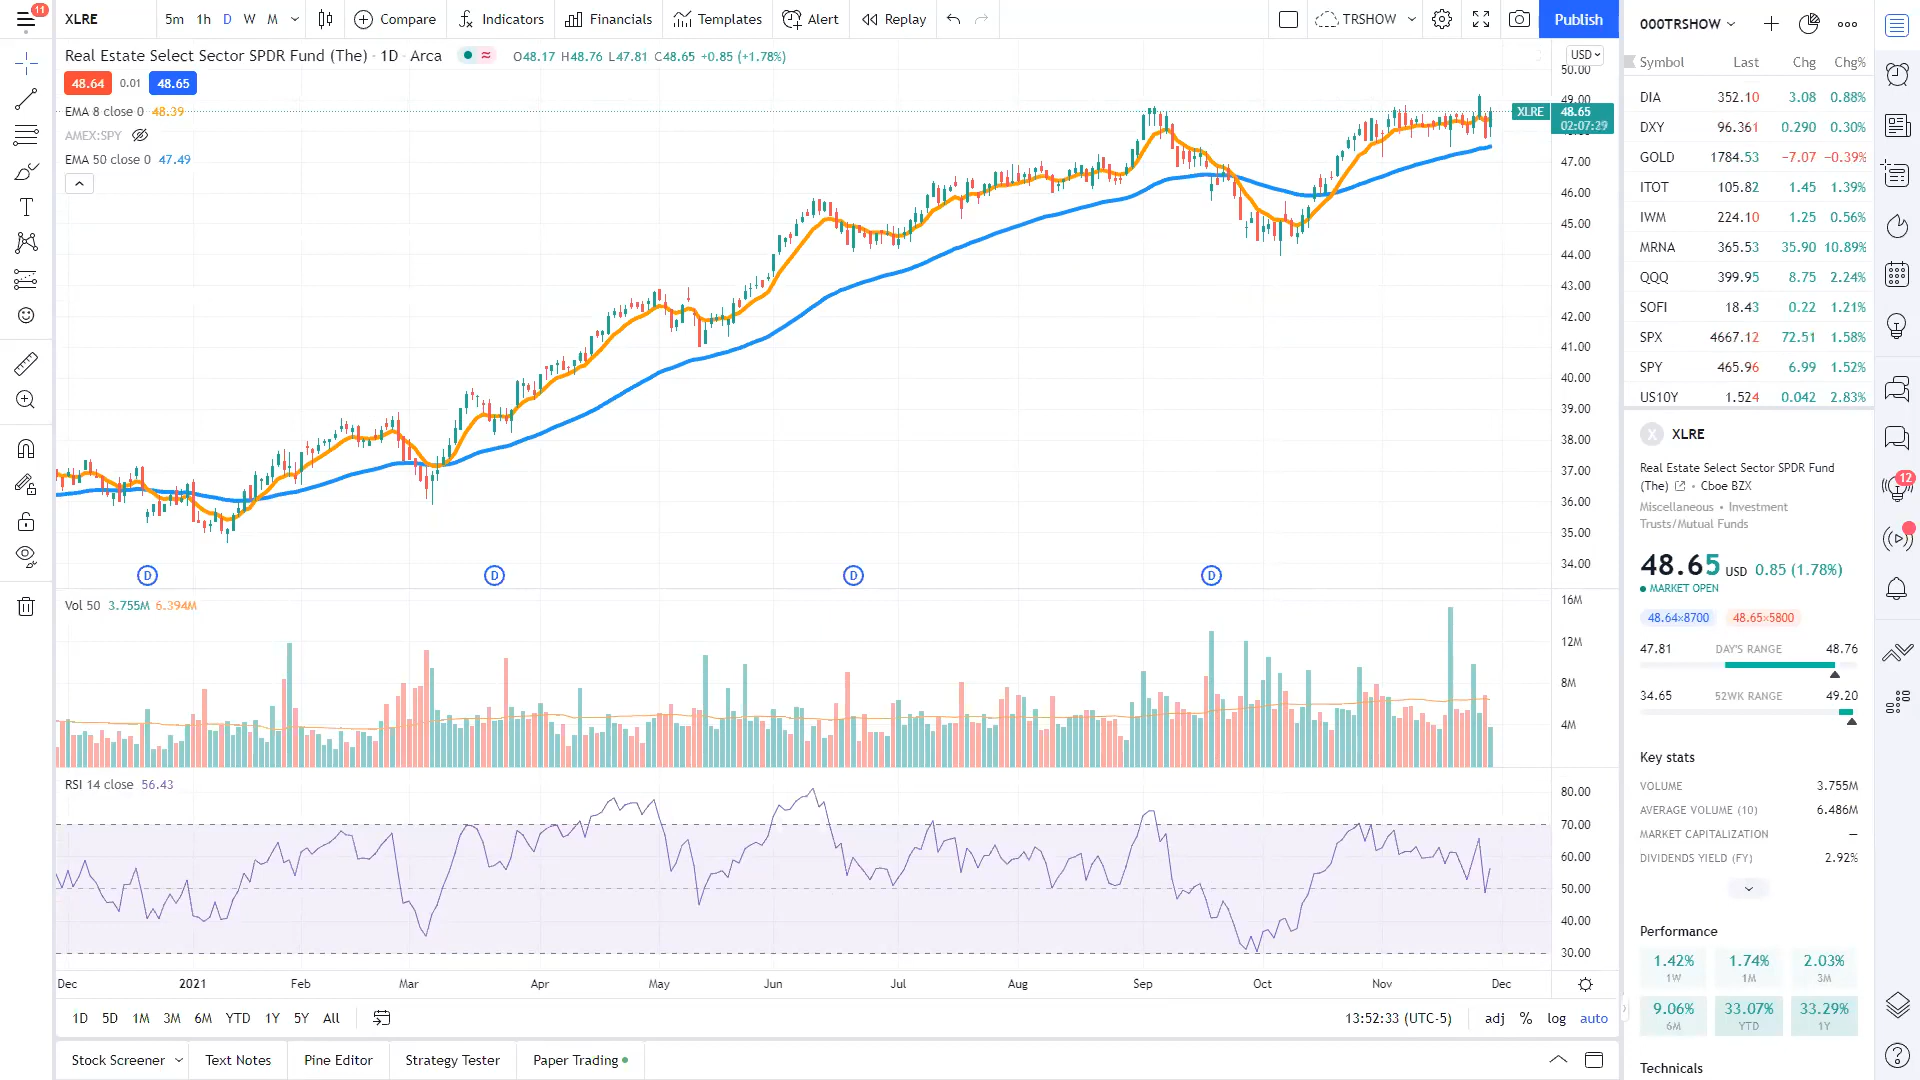 11
XLRE
5m 1h D W M
Compare
Indicators
Financials
Templates
Alert
Replay
TRSHOW
Publish
Real Estate Select Sector SPDR Fund (The) · 1D · Arca
O48.17 H48.76 L47.81 C48.65 +0.85 (+1.78%)
48.64 0.01 48.65
EMA 8 close 0 48.39
AMEX:SPY
EMA 50 close 0 47.49
USD
50.00
49.00
XLRE 48.65
02:07:29
47.00
46.00
45.00
44.00
43.00
42.00
41.00
40.00
39.00
38.00
37.00
36.00
35.00
34.00
D D D D
Vol 50 3.755M 6.394M
16M
12M
8M
4M
RSI 14 close 56.43
80.00
70.00
60.00
50.00
40.00
30.00
Dec 2021 Feb Mar Apr May Jun Jul Aug Sep Oct Nov Dec
1D 5D 1M 3M 6M YTD 1Y 5Y All
13:52:33 (UTC-5) adj % log auto
Stock Screener Text Notes Pine Editor Strategy Tester Paper Trading
000TRSHOW
Symbol Last Chg Chg%
DIA 352.10 3.08 0.88%
DXY 96.361 0.290 0.30%
GOLD 1784.53 −7.07 −0.39%
ITOT 105.82 1.45 1.39%
IWM 224.10 1.25 0.56%
MRNA 365.53 35.90 10.89%
QQQ 399.95 8.75 2.24%
SOFI 18.43 0.22 1.21%
SPX 4667.12 72.51 1.58%
SPY 465.96 6.99 1.52%
US10Y 1.524 0.042 2.83%
X XLRE
Real Estate Select Sector SPDR Fund
(The) • Cboe BZX
Miscellaneous • Investment
Trusts/Mutual Funds
48.65 USD 0.85 (1.78%)
MARKET OPEN
48.64×8700 48.65×5800
47.81 DAY'S RANGE 48.76
34.65 52WK RANGE 49.20
Key stats
VOLUME 3.755M
AVERAGE VOLUME (10) 6.486M
MARKET CAPITALIZATION —
DIVIDENDS YIELD (FY) 2.92%
Performance
1.42% 1.74% 2.03%
1W 1M 3M
9.06% 33.07% 33.29%
6M YTD 1Y
Technicals
12